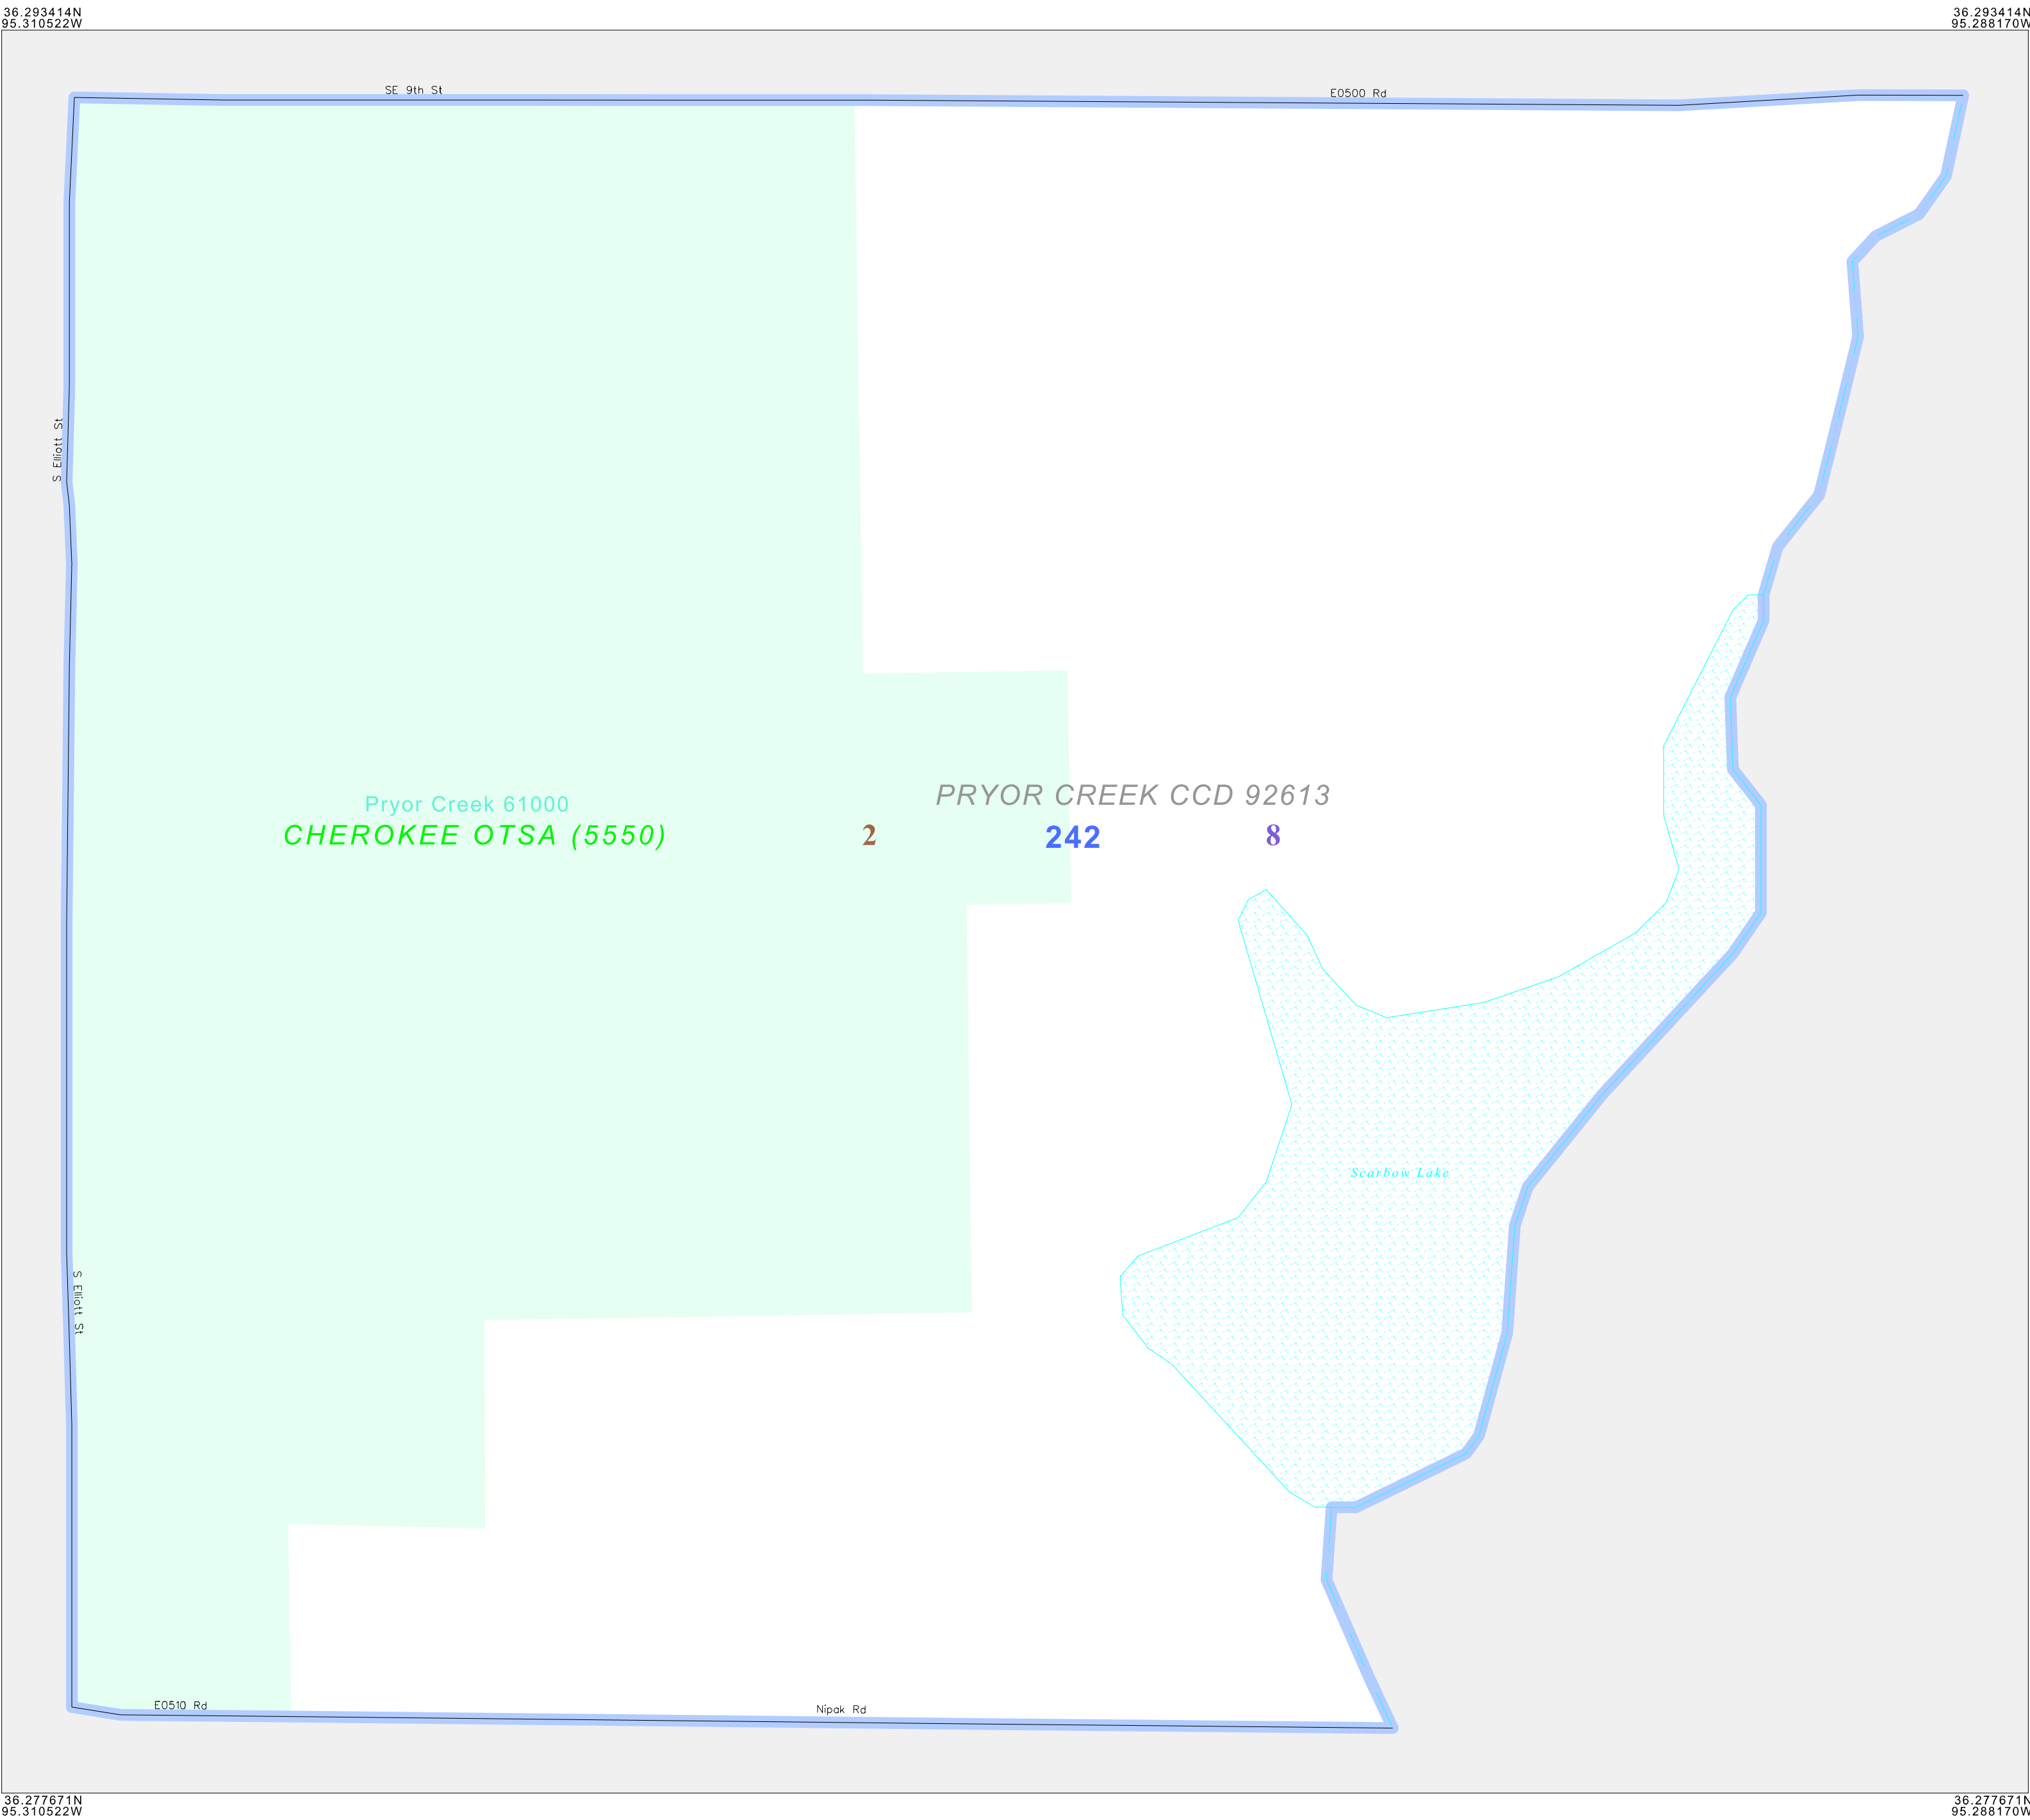 36.293414N
95.310522W
36.293414N
95.288170W
SE 9th St
E0500 Rd
S Elliott St
Pryor Creek 61000
PRYOR CREEK CCD 92613
CHEROKEE OTSA (5550)
2
242
8
Scarbow Lake
S Elliott St
E0510 Rd
Nipak Rd
36.277671N
95.310522W
36.277671N
95.288170W